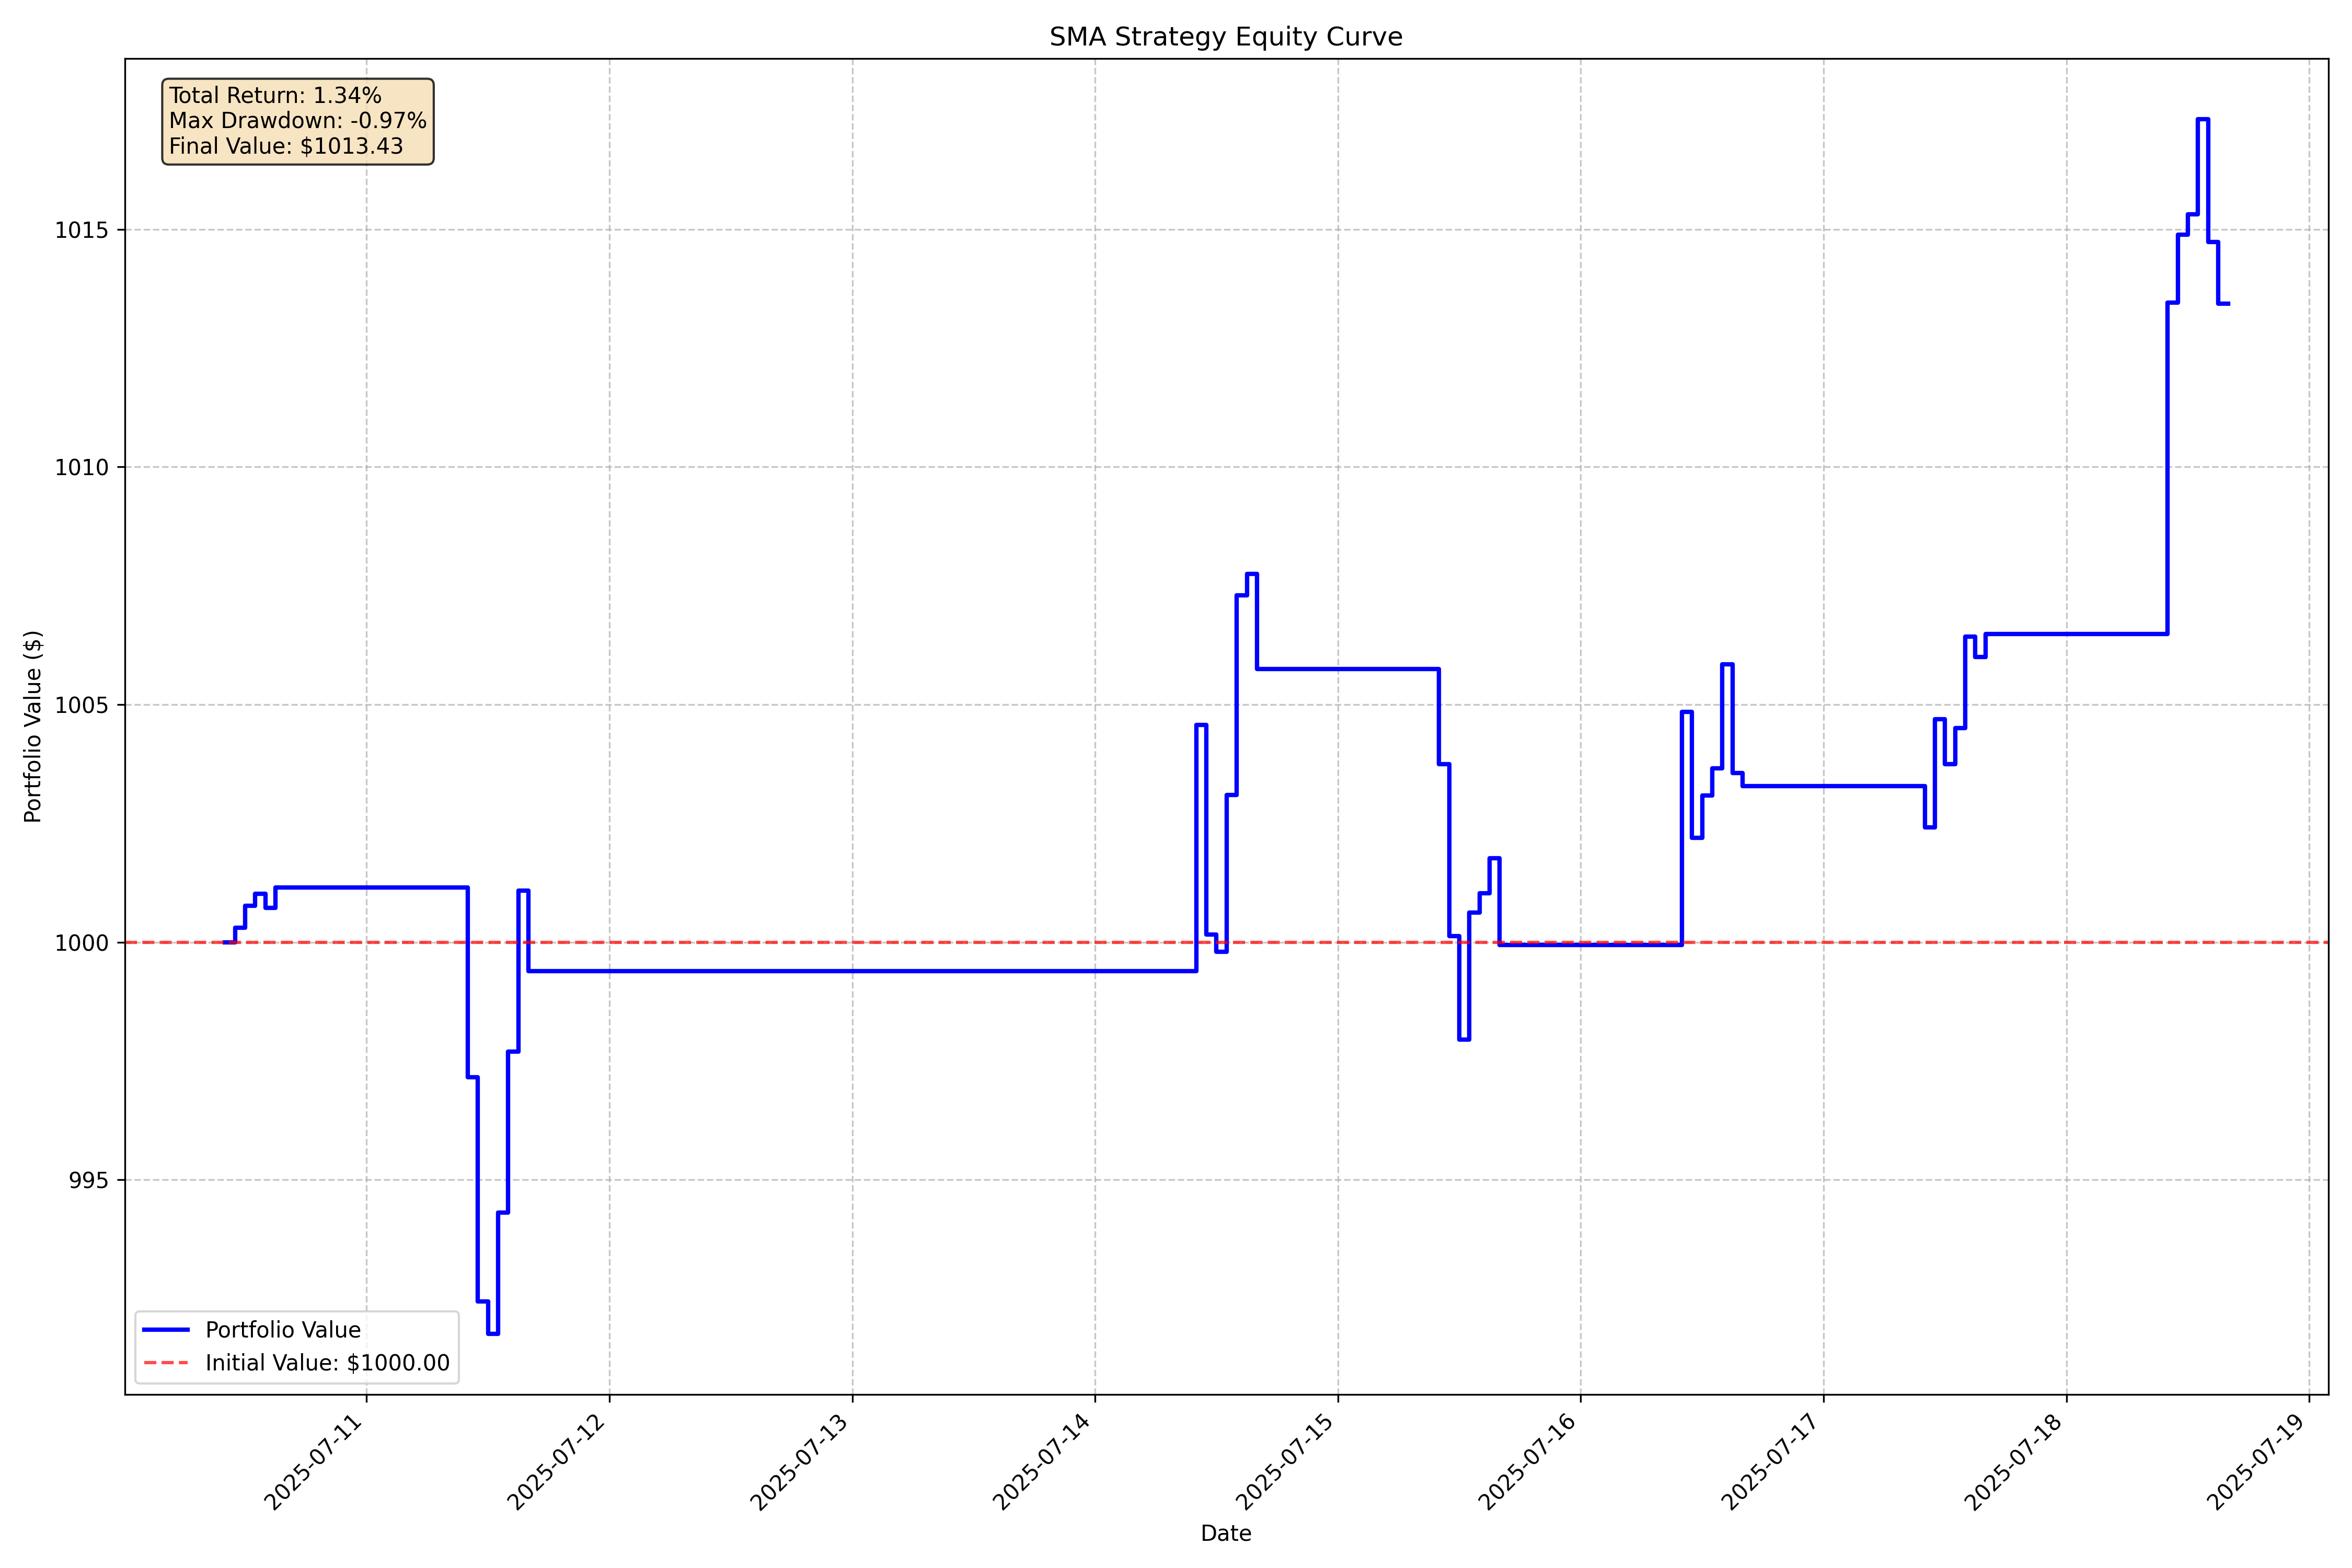 SMA Strategy Equity Curve
Total Return: 1.34%
Max Drawdown: -0.97%
Final Value: $1013.43
Portfolio Value ($)
1015
1010
1005
1000
995
Portfolio Value
Initial Value: $1000.00
2025-07-11
2025-07-12
2025-07-13
2025-07-14
2025-07-15
2025-07-16
2025-07-17
2025-07-18
2025-07-19
Date